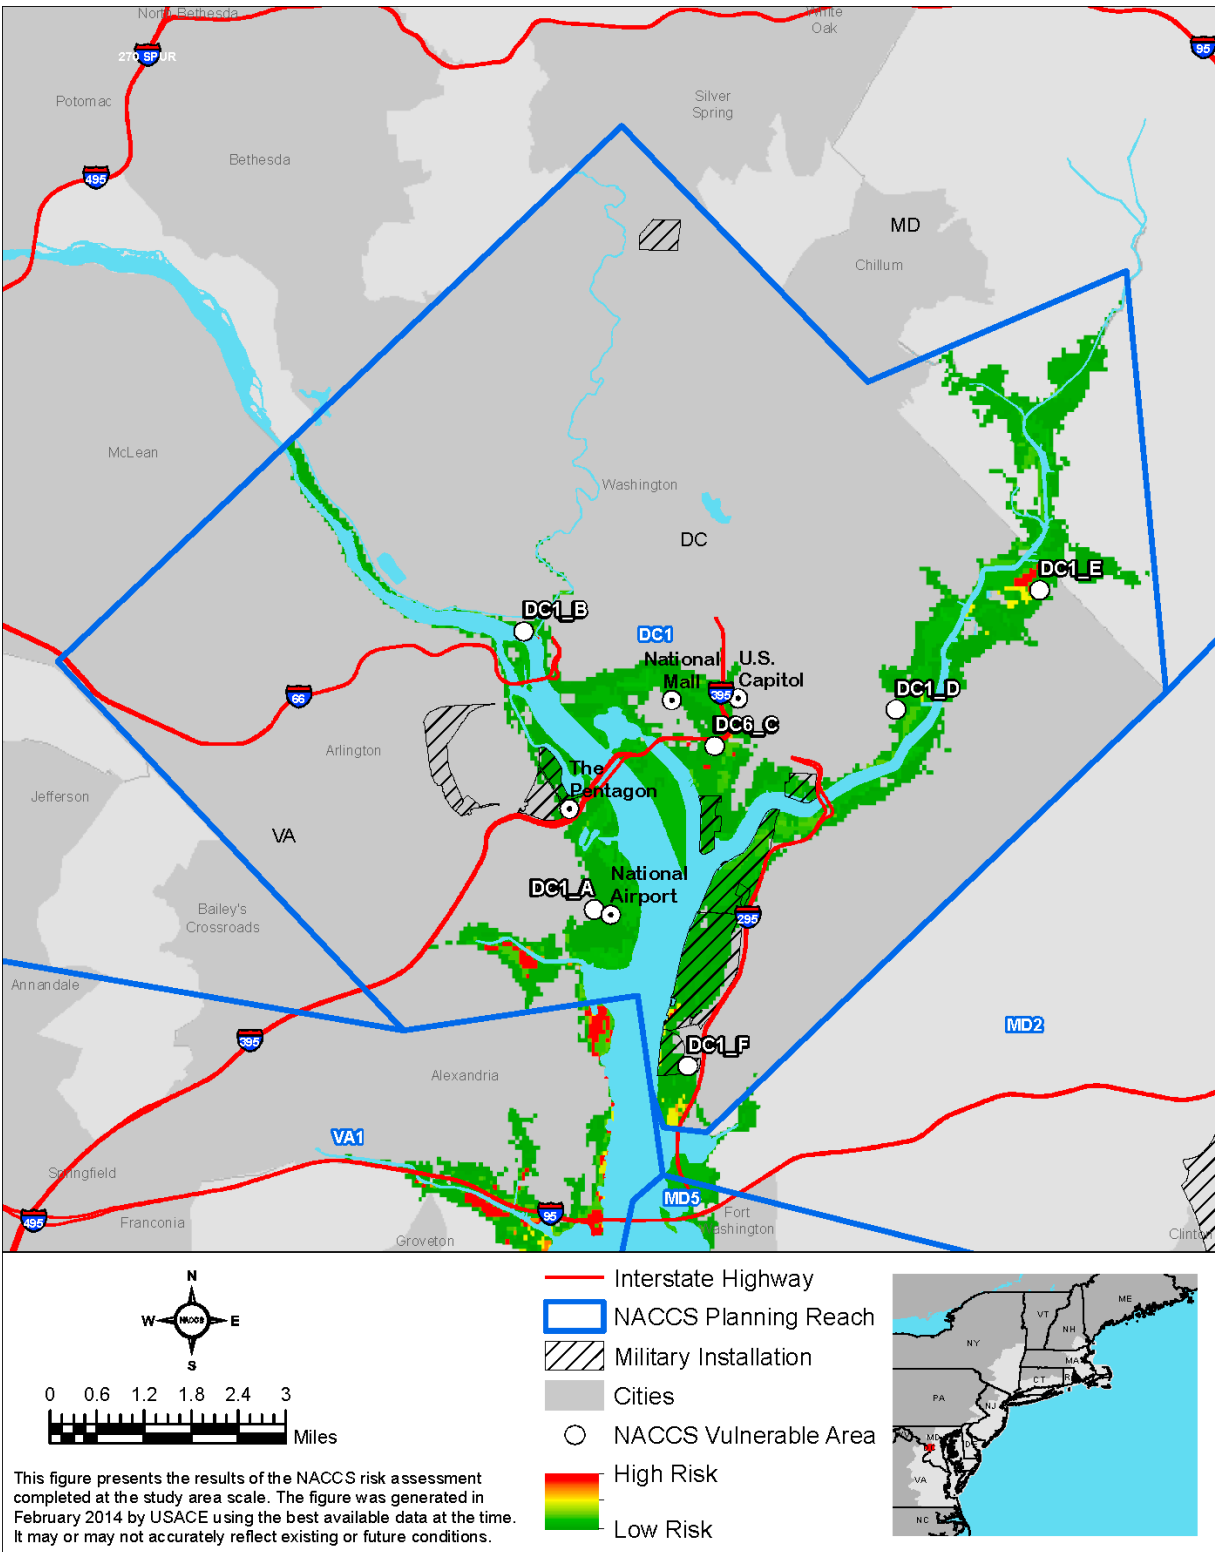 North Bethesda
White
Oak
270 SPUR
95
Potomac
Silver
Spring
Bethesda
495
MD
Chillum
McLean
Washington
DC
DC1_E
DC1_B
DC1
National
Mall
U.S.
Capitol
DC1_D
66
395
DC6_C
Arlington
The
Pentagon
Jefferson
VA
National
Airport
DC1_A
Bailey's
Crossroads
295
Annandale
MD2
395
DC1_F
Alexandria
VA1
Springfield
MD5
495
Franconia
95
Fort
Washington
Groveton
Clinton
N
W
NACCS
E
S
0 0.6 1.2 1.8 2.4 3
Miles
This figure presents the results of the NACCS risk assessment
completed at the study area scale. The figure was generated in
February 2014 by USACE using the best available data at the time.
It may or may not accurately reflect existing or future conditions.
Interstate Highway
NACCS Planning Reach
Military Installation
Cities
NACCS Vulnerable Area
High Risk
Low Risk
ME
VT
NH
NY
MA
CT
PA
NJ
MD
DE
VA
NC